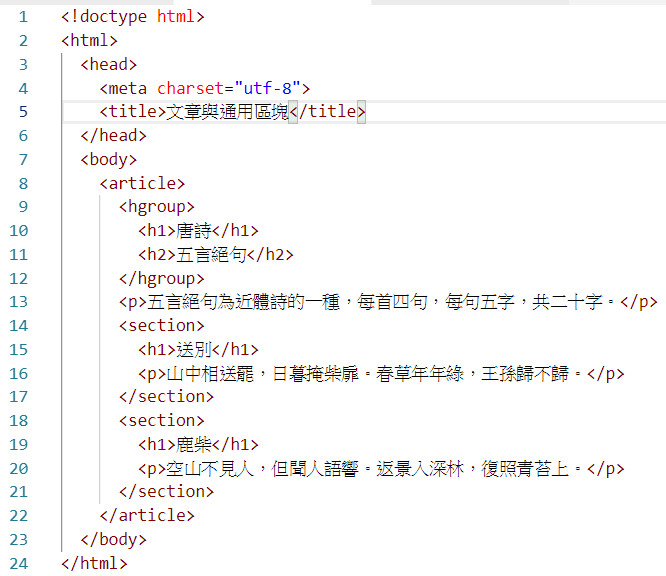 1 <!doctype html>
2 <html>
3 <head>
4 <meta charset="utf-8">
5 <title>文章與通用區塊</title>
6 </head>
7 <body>
8 <article>
9 <hgroup>
10 <h1>唐詩</h1>
11 <h2>五言絕句</h2>
12 </hgroup>
13 <p>五言絕句為近體詩的一種，每首四句，每句五字，共二十字。</p>
14 <section>
15 <h1>送別</h1>
16 <p>山中相送罷，日暮掩柴扉。春草年年綠，王孫歸不歸。</p>
17 </section>
18 <section>
19 <h1>鹿柴</h1>
20 <p>空山不見人，但聞人語響。返景入深林，復照青苔上。</p>
21 </section>
22 </article>
23 </body>
24 </html>